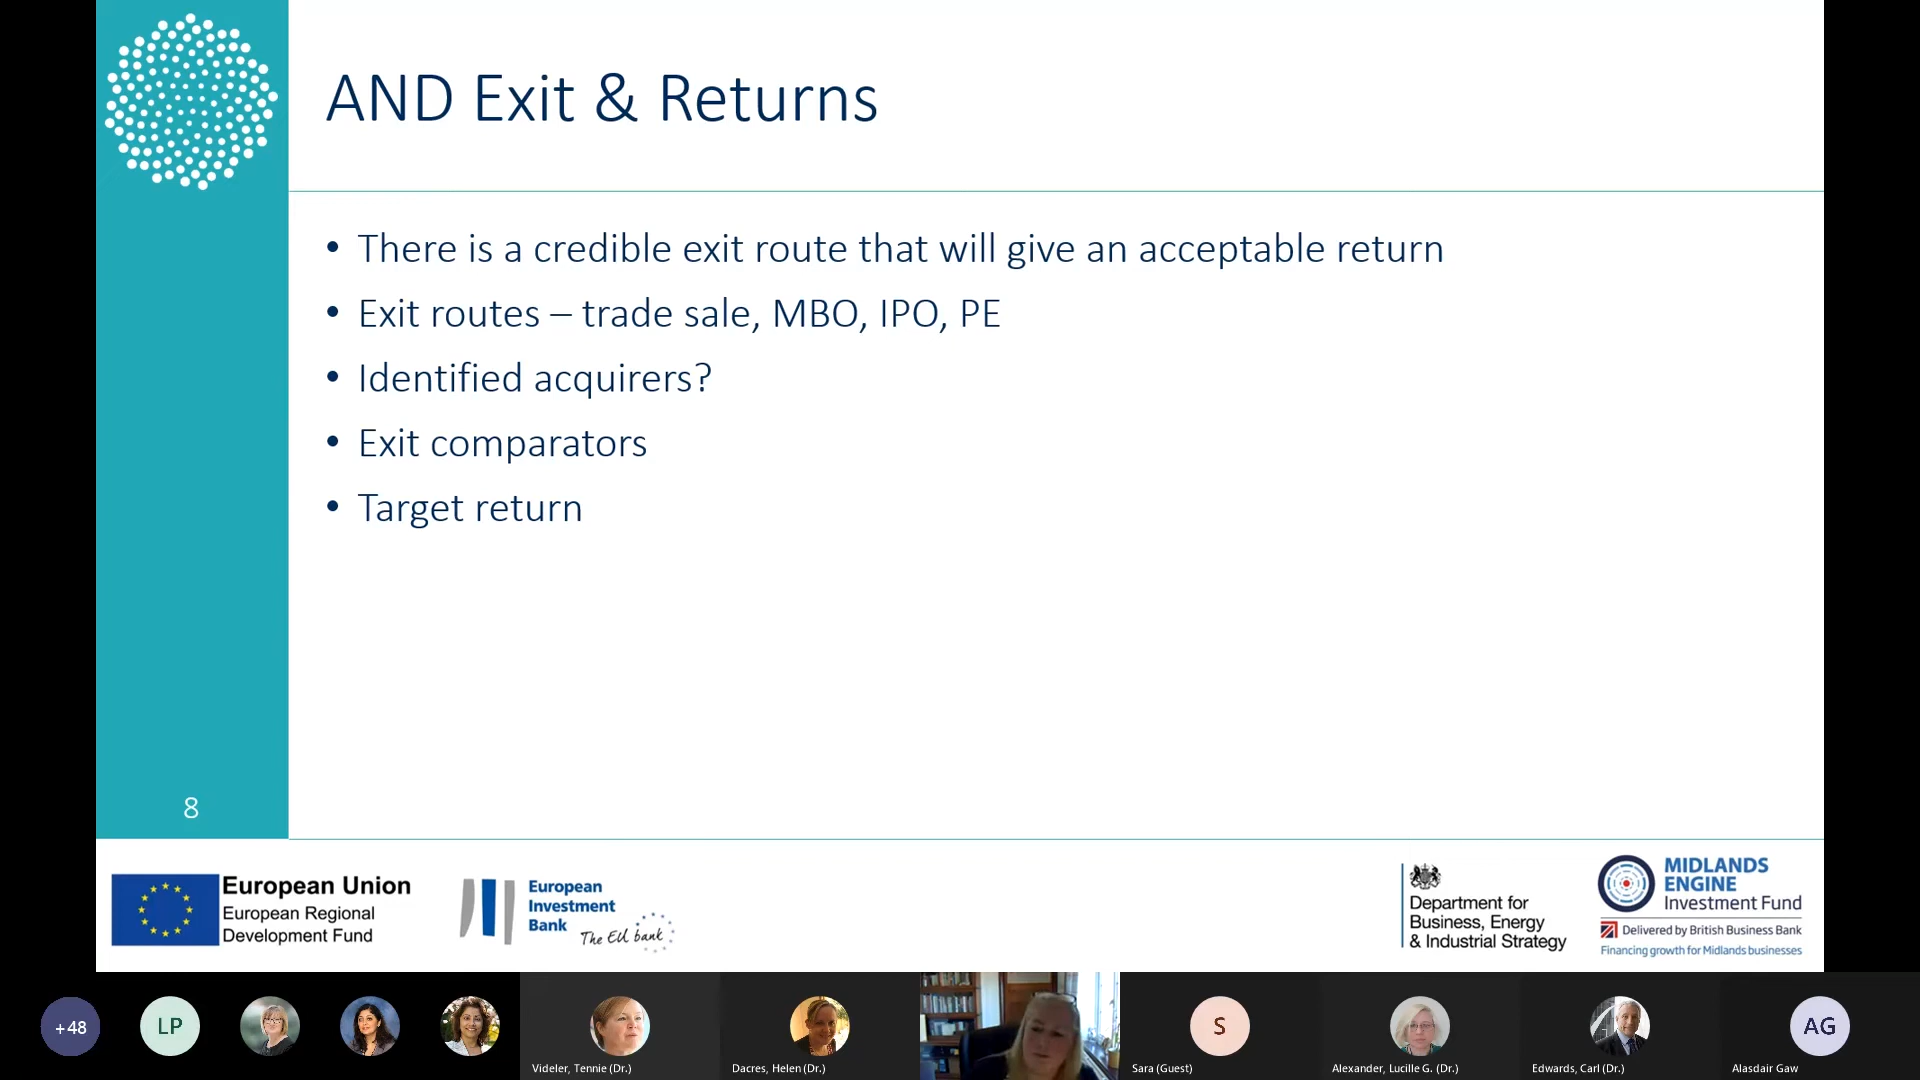 AND Exit & Returns
• There is a credible exit route that will give an acceptable return
• Exit routes – trade sale, MBO, IPO, PE
• Identified acquirers?
• Exit comparators
• Target return
8
European Union
European Regional
Development Fund
European
Investment
Bank
The EU bank
Department for
Business, Energy
& Industrial Strategy
MIDLANDS
ENGINE
Investment Fund
Delivered by British Business Bank
Financing growth for Midlands businesses
+48
LP
Videler, Tennie (Dr.)
Dacres, Helen (Dr.)
S
Sara (Guest)
Alexander, Lucille G. (Dr.)
Edwards, Carl (Dr.)
AG
Alasdair Gaw